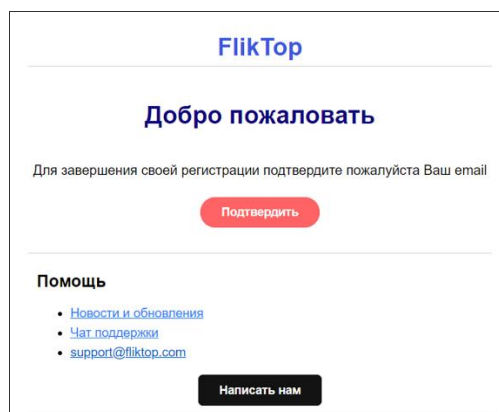 FlikTop
Добро пожаловать
Для завершения своей регистрации подтвердите пожалуйста Ваш email
Подтвердить
Помощь
Новости и обновления
Чат поддержки
support@fliktop.com
Написать нам